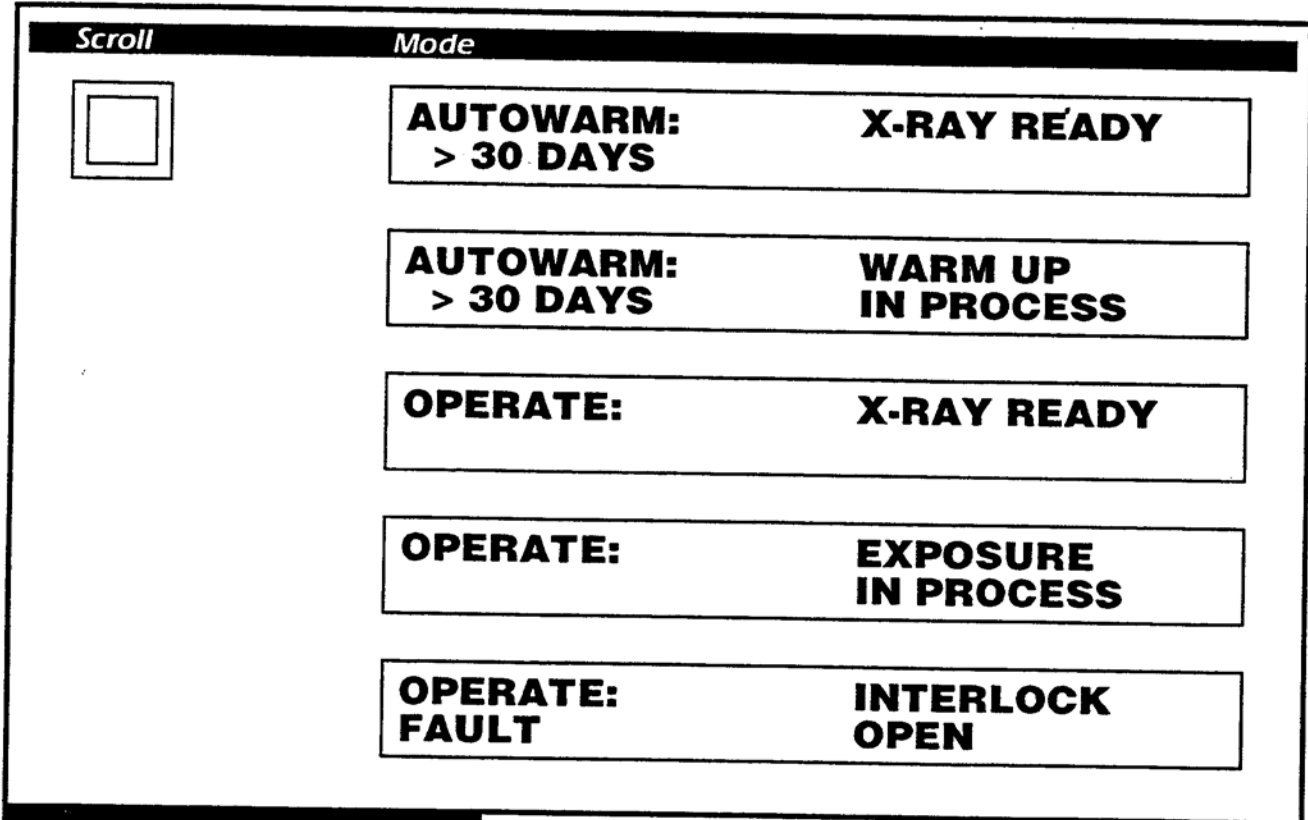 Scroll Mode
AUTOWARM: X-RAY READY
> 30 DAYS
AUTOWARM: WARM UP
> 30 DAYS IN PROCESS
OPERATE: X-RAY READY
OPERATE: EXPOSURE
IN PROCESS
OPERATE: INTERLOCK
FAULT OPEN